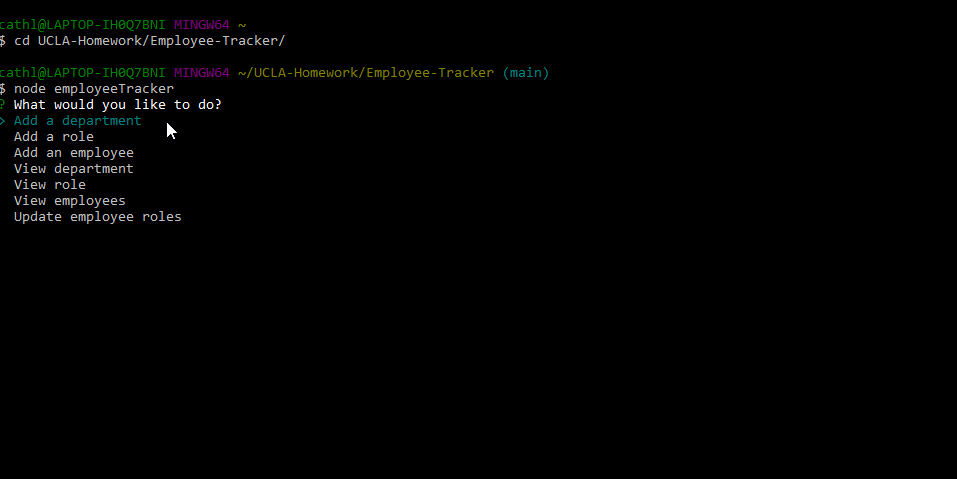 cathl@LAPTOP-IH0Q7BNI MINGW64 ~
$ cd UCLA-Homework/Employee-Tracker/
cathl@LAPTOP-IH0Q7BNI MINGW64 ~/UCLA-Homework/Employee-Tracker (main)
$ node employeeTracker
? What would you like to do?
> Add a department
Add a role
Add an employee
View department
View role
View employees
Update employee roles